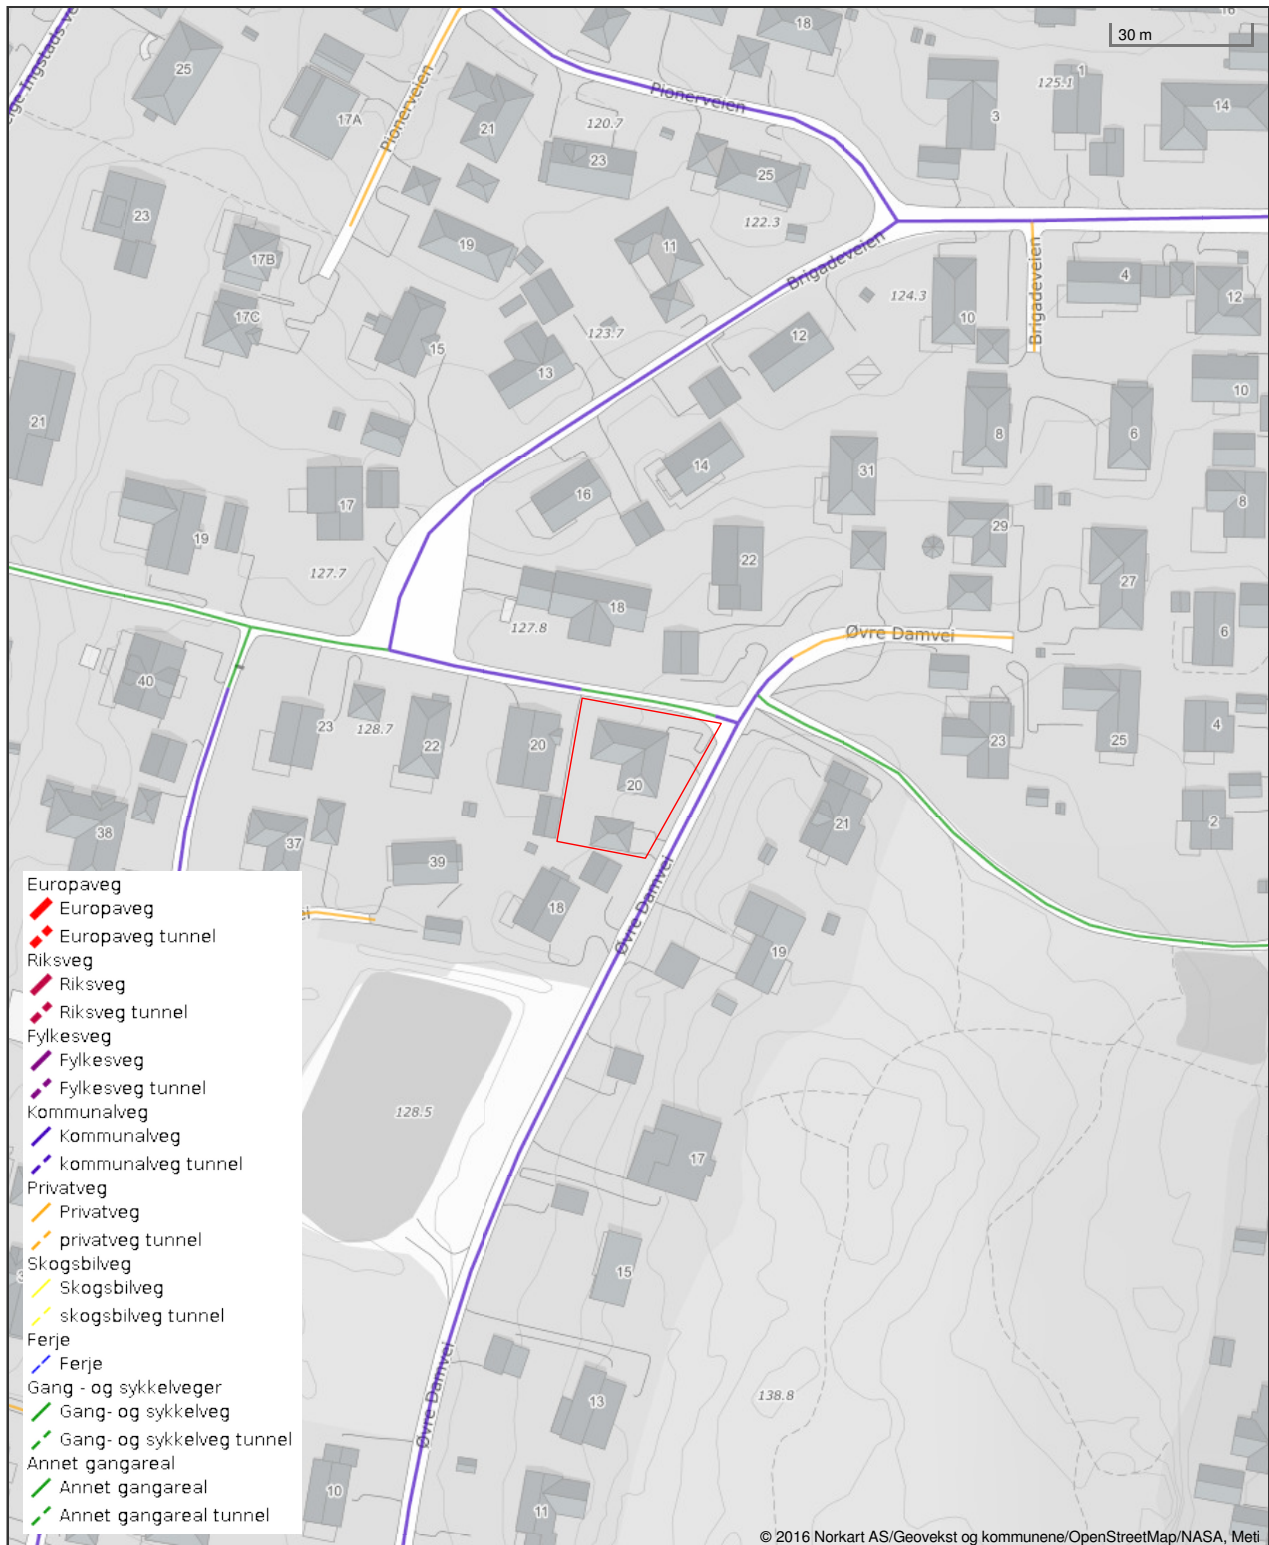 30 m
18
16
25
ige Ingstads ve
17A
Pionerveien
21
Pionerveien
120.7
23
25
125.1
1
3
14
23
17B
19
11
122.3
Brigadeveien
124.3
10
Brigadeveien
4
12
17C
15
123.7
13
12
10
21
8
6
14
31
17
16
8
19
29
22
127.7
27
18
127.8
6
Øvre Damvei
40
23
128.7
22
20
4
23
25
20
38
37
21
2
39
18
Øvre Damvei
19
ei
128.5
17
15
Øvre Damvei
13
138.8
10
11
3
Europaveg
Europaveg
Europaveg tunnel
Riksveg
Riksveg
Riksveg tunnel
Fylkesveg
Fylkesveg
Fylkesveg tunnel
Kommunalveg
Kommunalveg
kommunalveg tunnel
Privatveg
Privatveg
privatveg tunnel
Skogsbilveg
Skogsbilveg
skogsbilveg tunnel
Ferje
Ferje
Gang - og sykkelveger
Gang- og sykkelveg
Gang- og sykkelveg tunnel
Annet gangareal
Annet gangareal
Annet gangareal tunnel
© 2016 Norkart AS/Geovekst og kommunene/OpenStreetMap/NASA, Meti